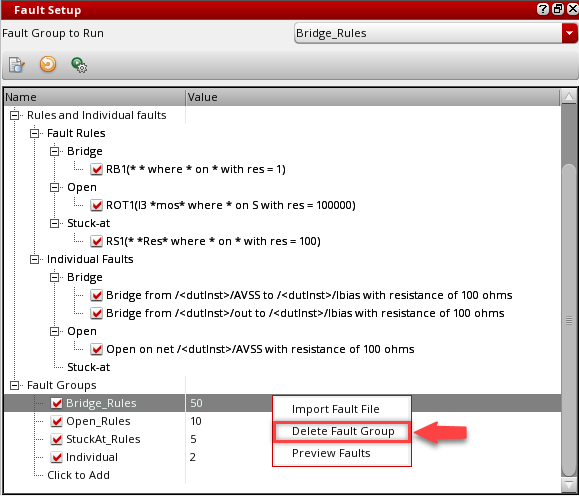 Fault Setup
Fault Group to Run
Bridge_Rules
Name Value
Rules and Individual faults
Fault Rules
Bridge
RB1(* * where * on * with res = 1)
Open
ROT1(I3 *mos* where * on S with res = 100000)
Stuck-at
RS1(* *Res* where * on * with res = 100)
Individual Faults
Bridge
Bridge from /<dutInst>/AVSS to /<dutInst>/Ibias with resistance of 100 ohms
Bridge from /<dutInst>/out to /<dutInst>/Ibias with resistance of 100 ohms
Open
Open on net /<dutInst>/AVSS with resistance of 100 ohms
Stuck-at
Fault Groups
Bridge_Rules 50
Open_Rules 10
StuckAt_Rules 5
Individual 2
Click to Add
Import Fault File
Delete Fault Group
Preview Faults